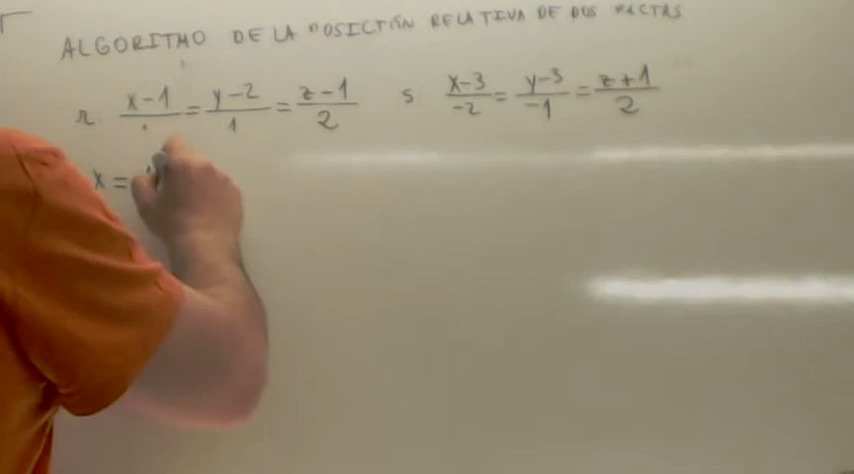 ALGORITMO DE LA POSICIÓN RELATIVA DE DOS RECTAS
r: (x-1)/1 = (y-2)/1 = (z-1)/2 s (x-3)/-2 = (y-3)/-1 = (z+1)/2
x =